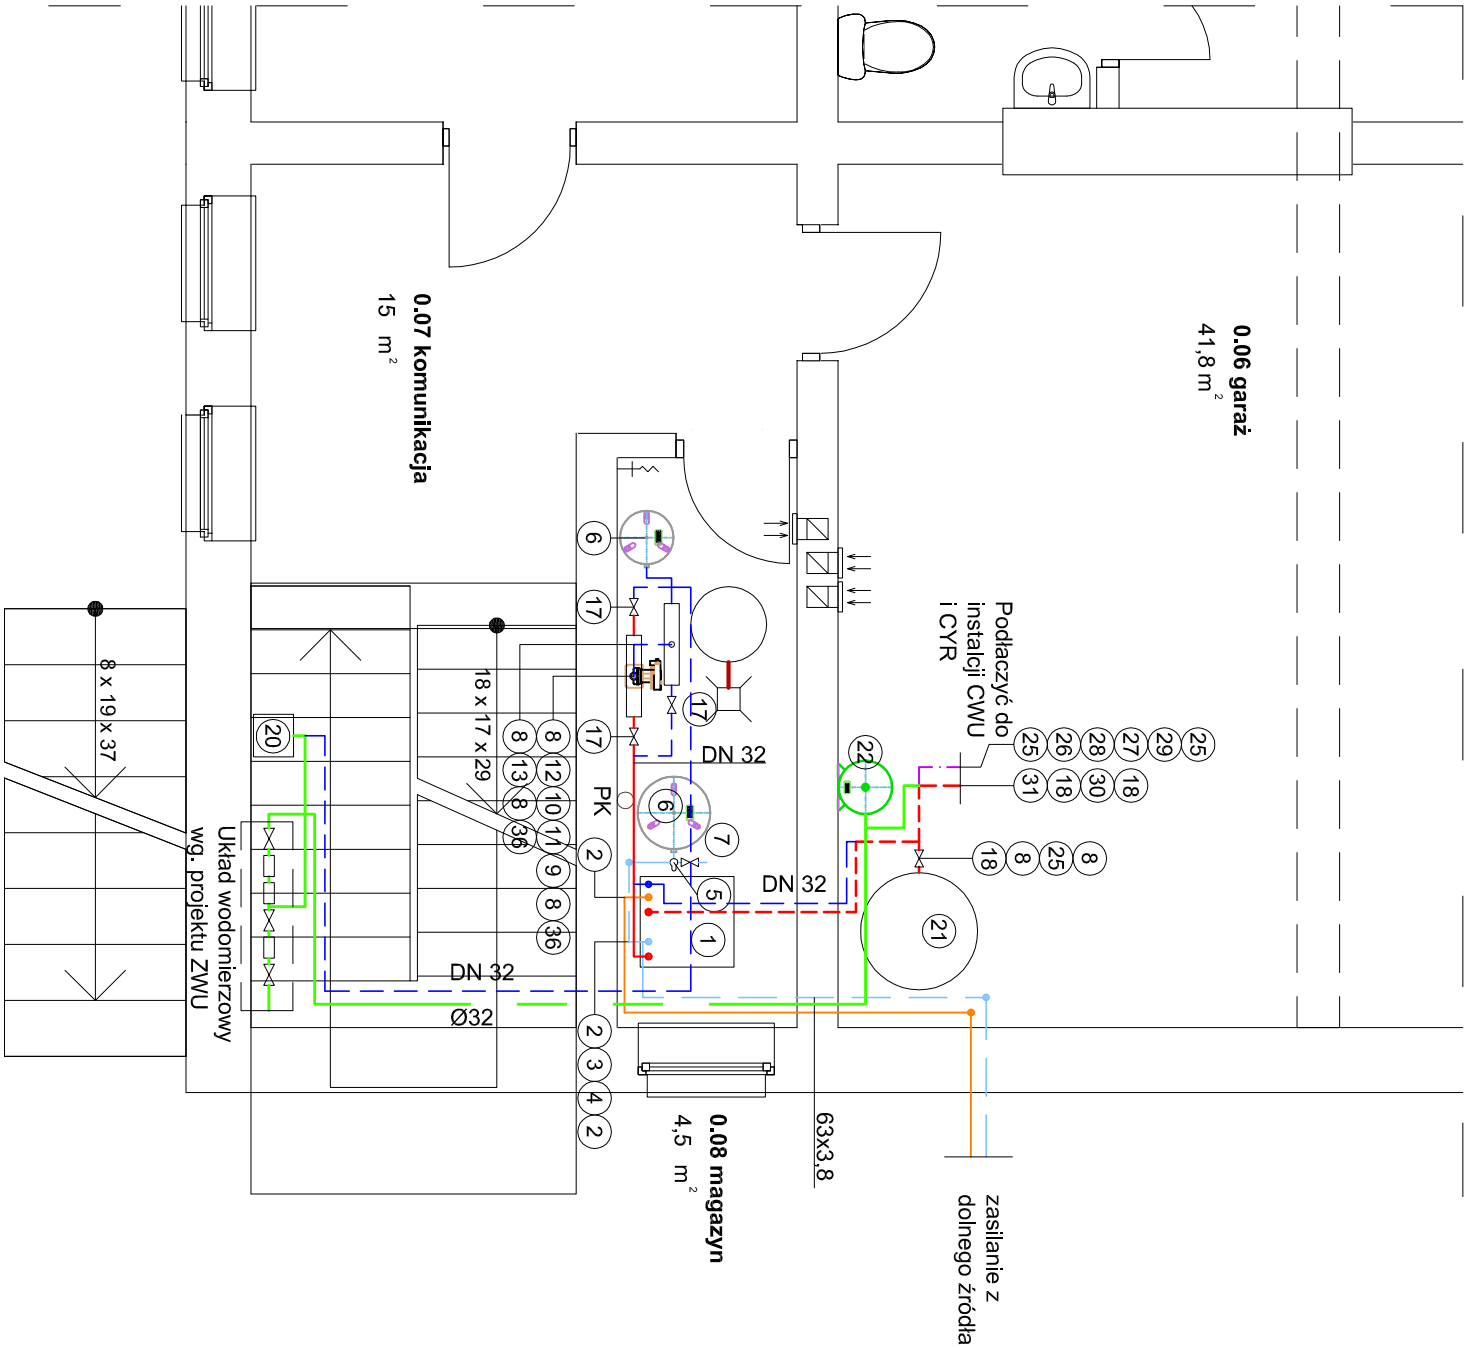 0.06 garaż
41,8 m²
0.07 komunikacja
15 m²
0.08 magazyn
4,5 m²
Podłaczyć do
instalcji CWU
i CYR
25 26 28 27 29 25
31 18 30 18
18 8 25 8
22
21
20
6
17
17
17
6
7
5
1
PK
2
8 13 8 36
8 12 10 11 9 8 36
2 3 4 2
DN 32
DN 32
DN 32
Ø32
63x3,8
8 x 19 x 37
18 x 17 x 29
Układ wodomierzowy
wg. projektu ZWU
zasilanie z
dolnego źródła